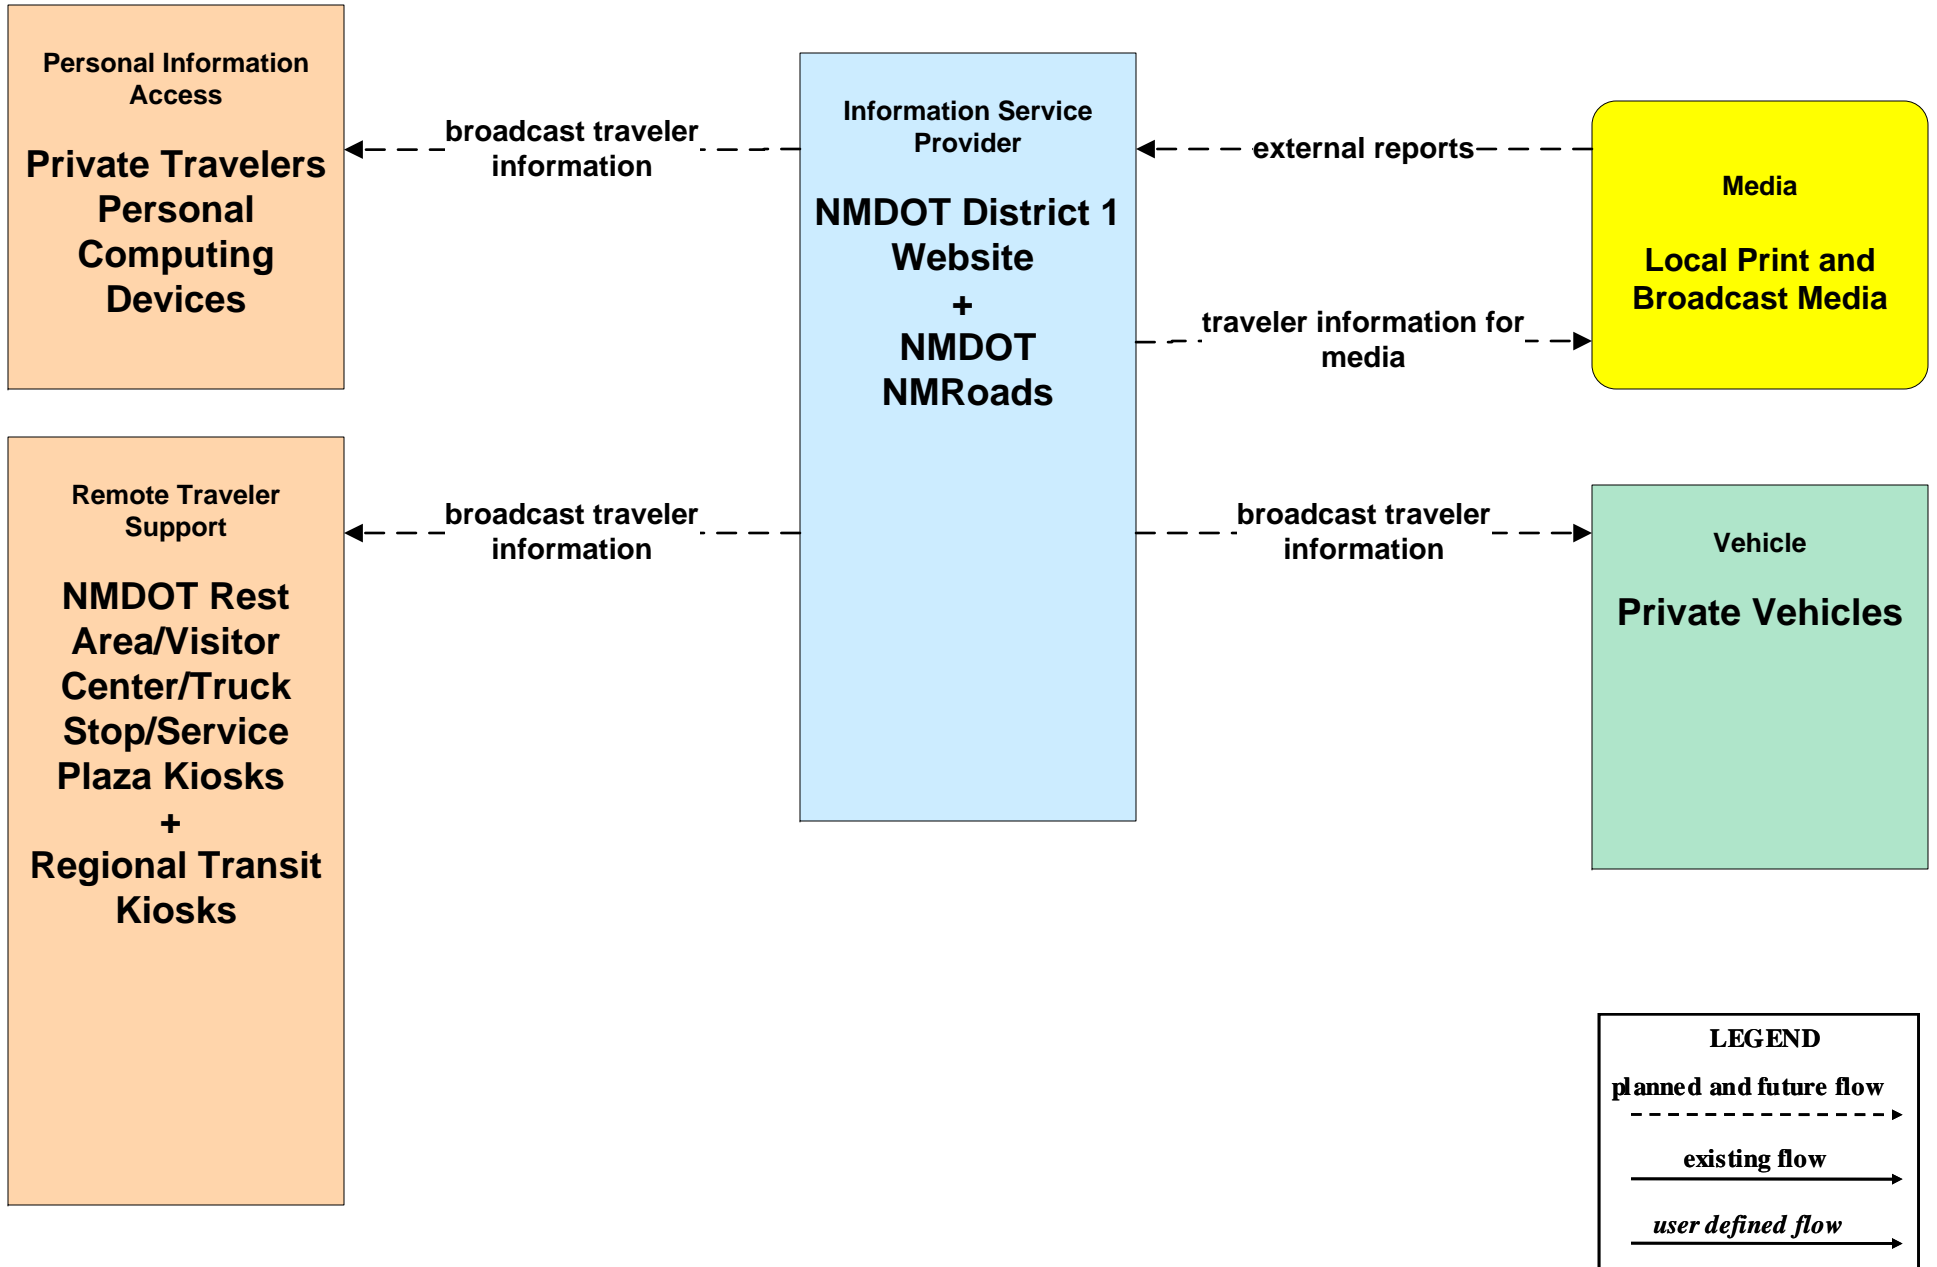 Personal Information
Access
Private Travelers
Personal
Computing
Devices
broadcast traveler
information
Information Service
Provider
NMDOT District 1
Website
+
NMDOT
NMRoads
external reports
Media
Local Print and
Broadcast Media
traveler information for
media
Remote Traveler
Support
NMDOT Rest
Area/Visitor
Center/Truck
Stop/Service
Plaza Kiosks
+
Regional Transit
Kiosks
broadcast traveler
information
broadcast traveler
information
Vehicle
Private Vehicles
LEGEND
planned and future flow
existing flow
user defined flow